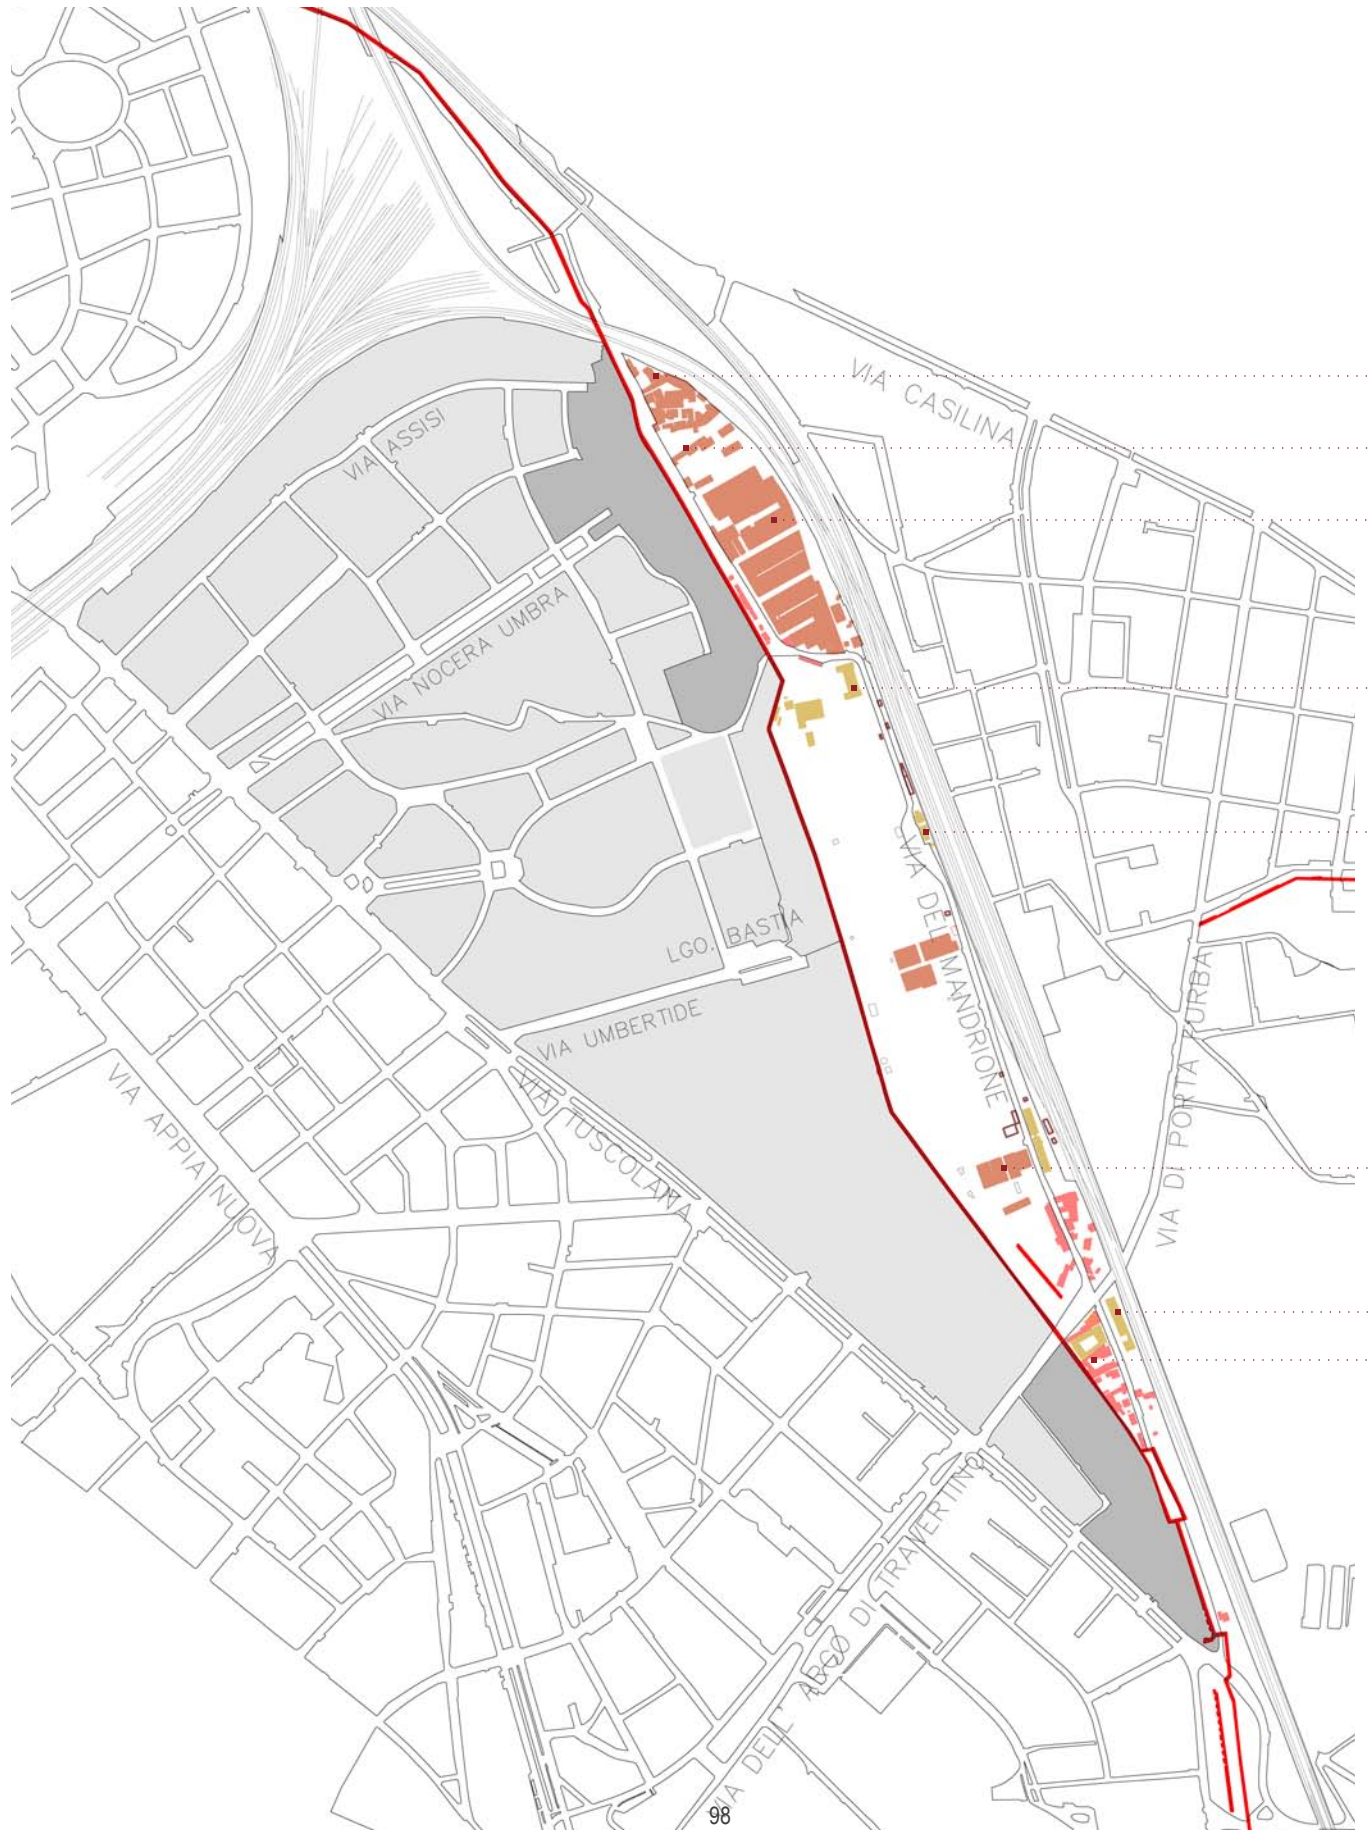 VIA CASILINA
VIA ASSISI
VIA NOCERA UMBRA
VIA DEL MANDRIONE
LGO. BASTIA
VIA UMBERTIDE
VIA DI PORTA FURBA
VIA APPIA NUOVA
VIA TUSCOLANA
VIA DELL' ARCO DI TRAVERTINO
98